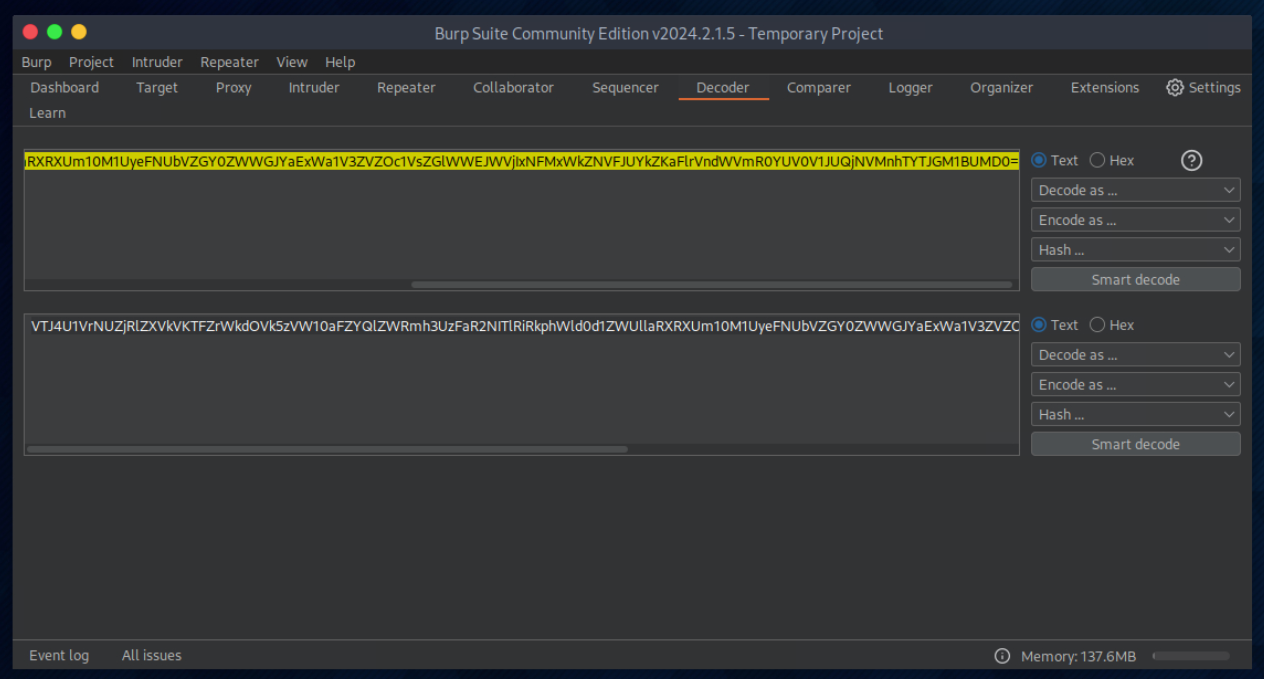 Burp Suite Community Edition v2024.2.1.5 - Temporary Project
Burp Project Intruder Repeater View Help
Dashboard Target Proxy Intruder Repeater Collaborator Sequencer Decoder Comparer Logger Organizer Extensions Settings
Learn
Text Hex ?
Decode as ...
Encode as ...
Hash ...
Smart decode
Text Hex
Decode as ...
Encode as ...
Hash ...
Smart decode
Event log All issues Memory: 137.6MB